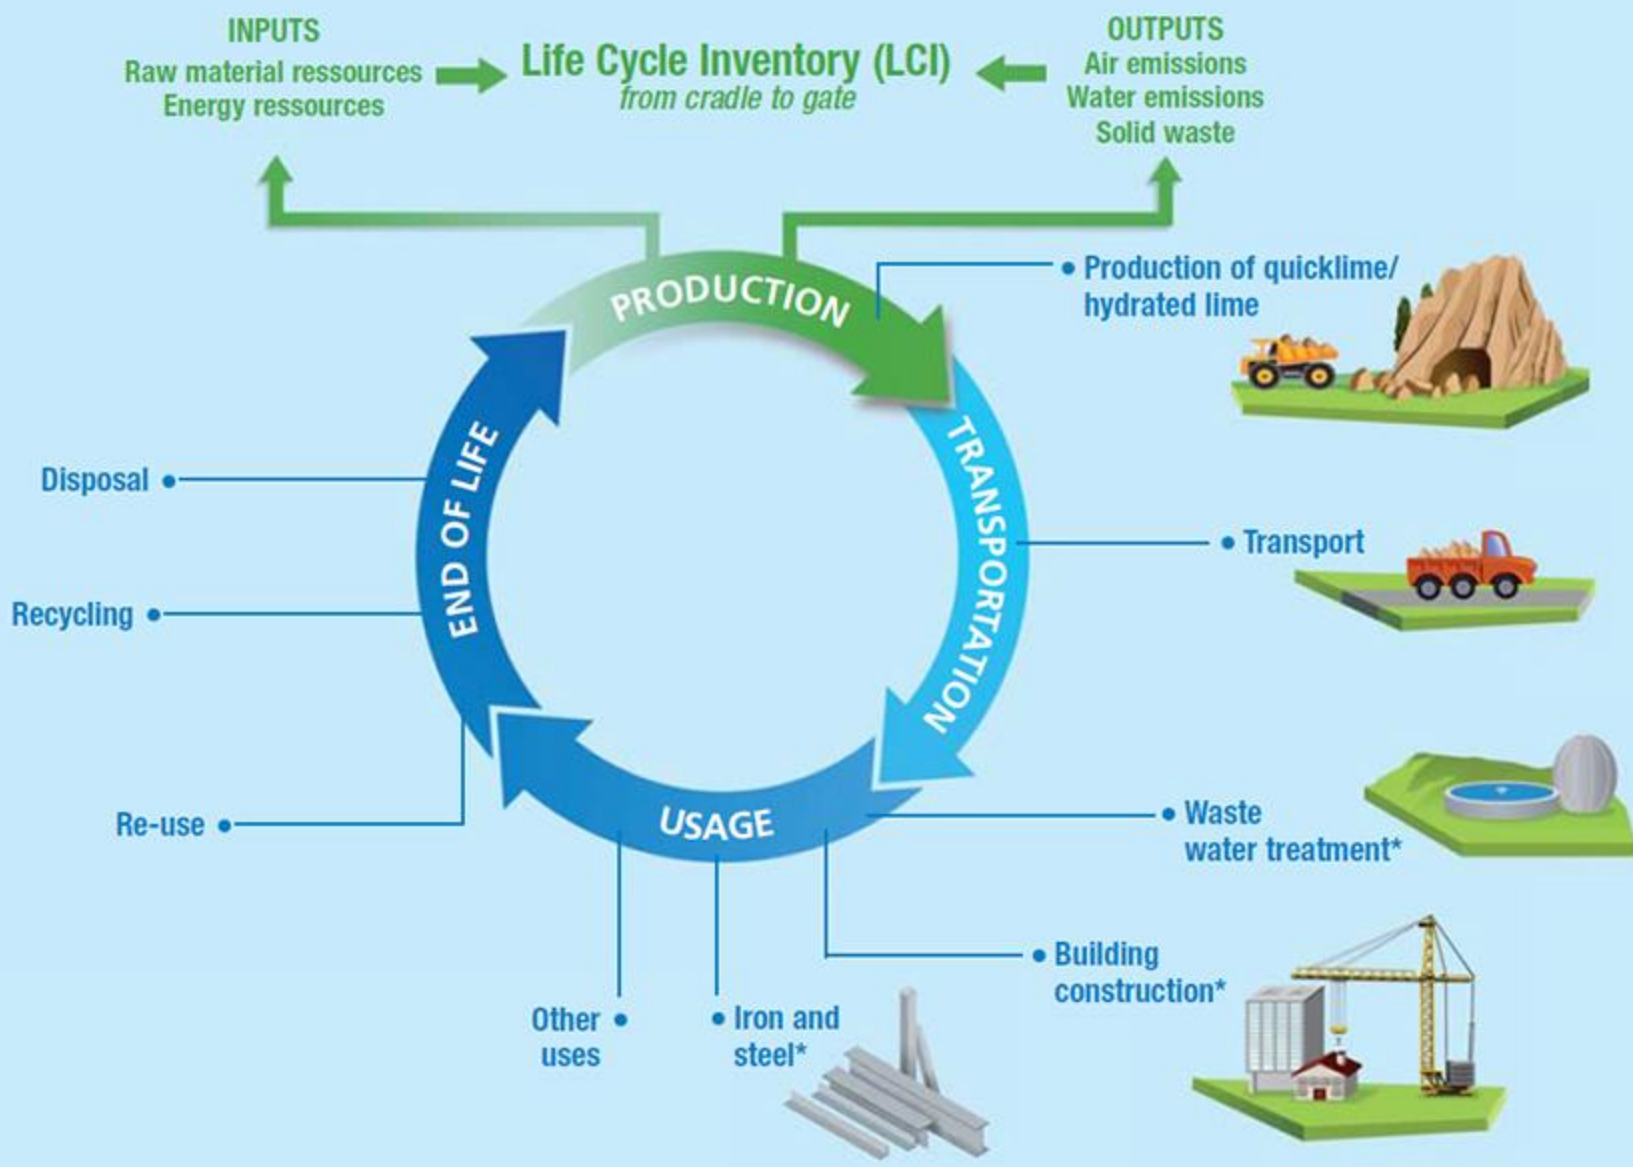 INPUTS
Raw material ressources
Energy ressources
Life Cycle Inventory (LCI)
from cradle to gate
OUTPUTS
Air emissions
Water emissions
Solid waste
PRODUCTION
• Production of quicklime/
hydrated lime
TRANSPORTATION
• Transport
USAGE
• Waste
water treatment*
• Building
construction*
• Iron and
steel*
Other •
uses
END OF LIFE
Re-use •
Recycling •
Disposal •